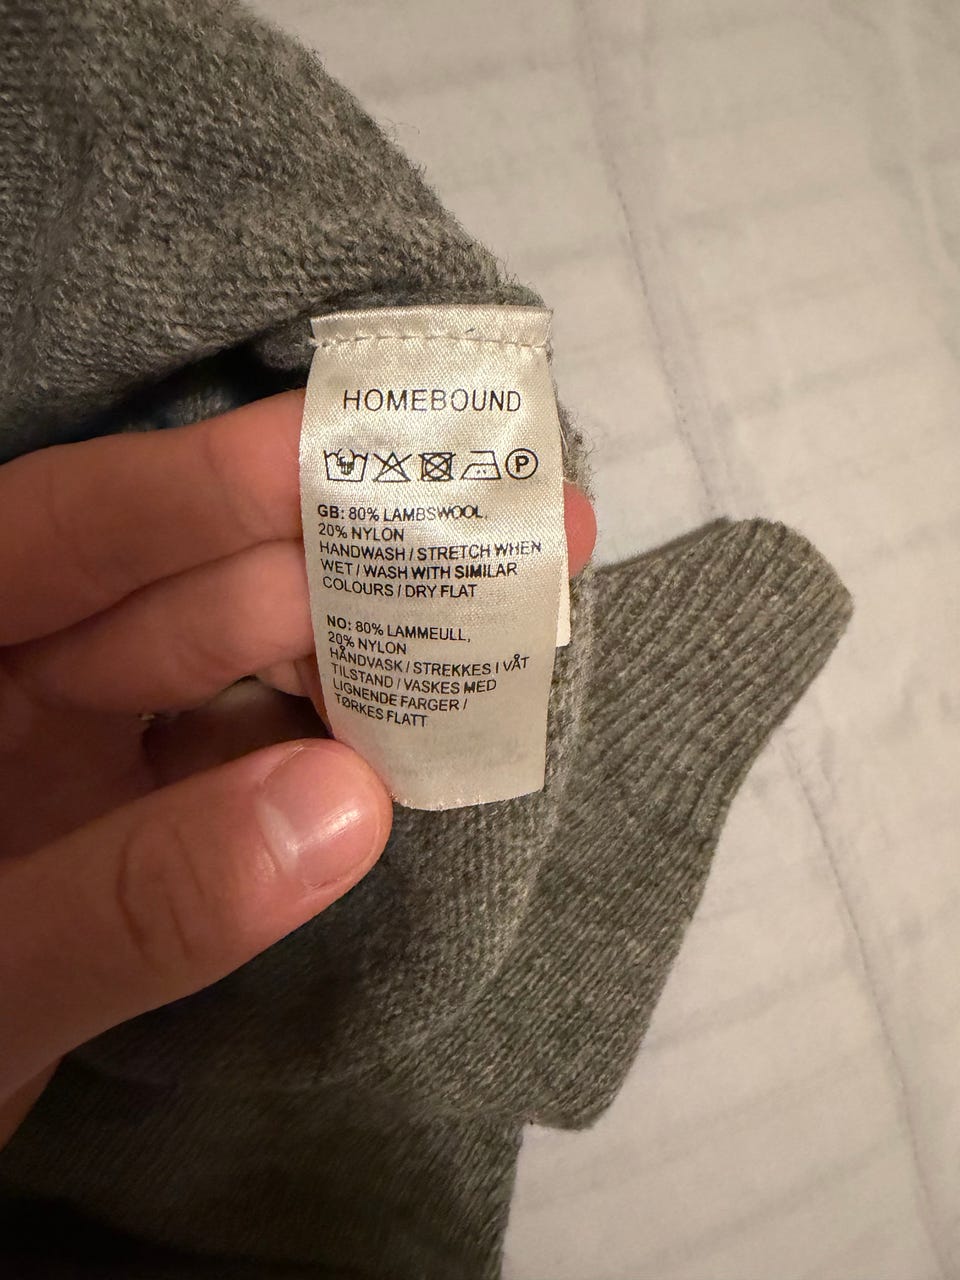 HOMEBOUND
P
GB: 80% LAMBSWOOL,
20% NYLON
HANDWASH / STRETCH WHEN
WET / WASH WITH SIMILAR
COLOURS / DRY FLAT
NO: 80% LAMMEULL,
20% NYLON
HÅNDVASK / STREKKES I VÅT
TILSTAND / VASKES MED
LIGNENDE FARGER /
TØRKES FLATT